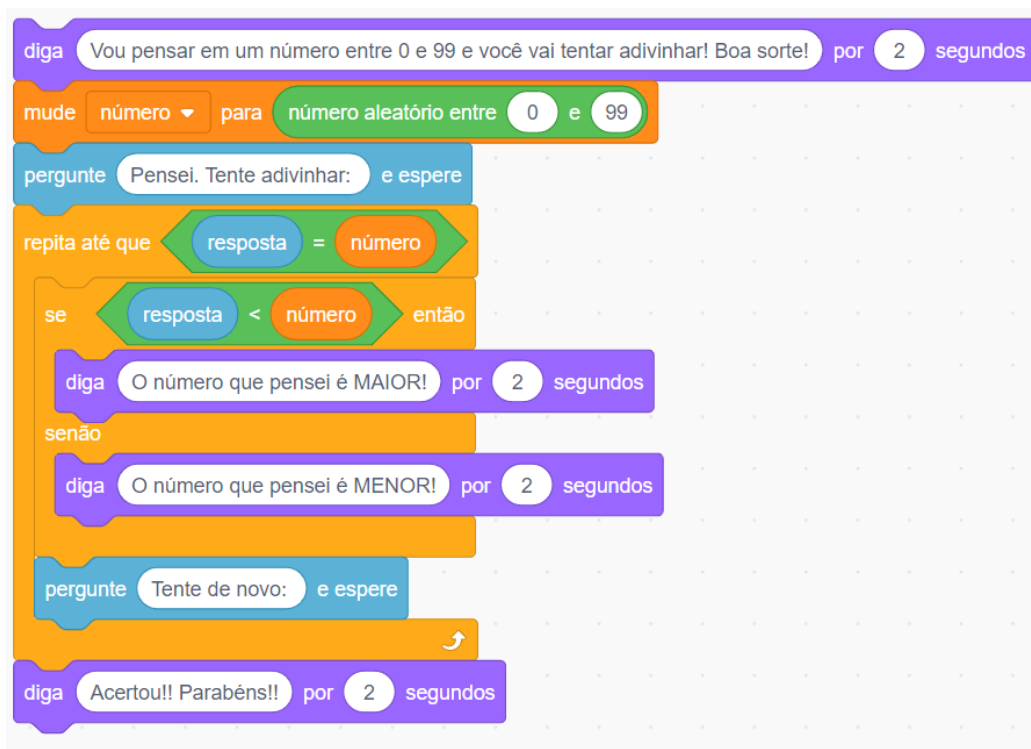 diga Vou pensar em um número entre 0 e 99 e você vai tentar adivinhar! Boa sorte! por 2 segundos
mude número para número aleatório entre 0 e 99
pergunte Pensei. Tente adivinhar: e espere
repita até que resposta = número
se resposta < número então
diga O número que pensei é MAIOR! por 2 segundos
senão
diga O número que pensei é MENOR! por 2 segundos
pergunte Tente de novo: e espere
diga Acertou!! Parabéns!! por 2 segundos